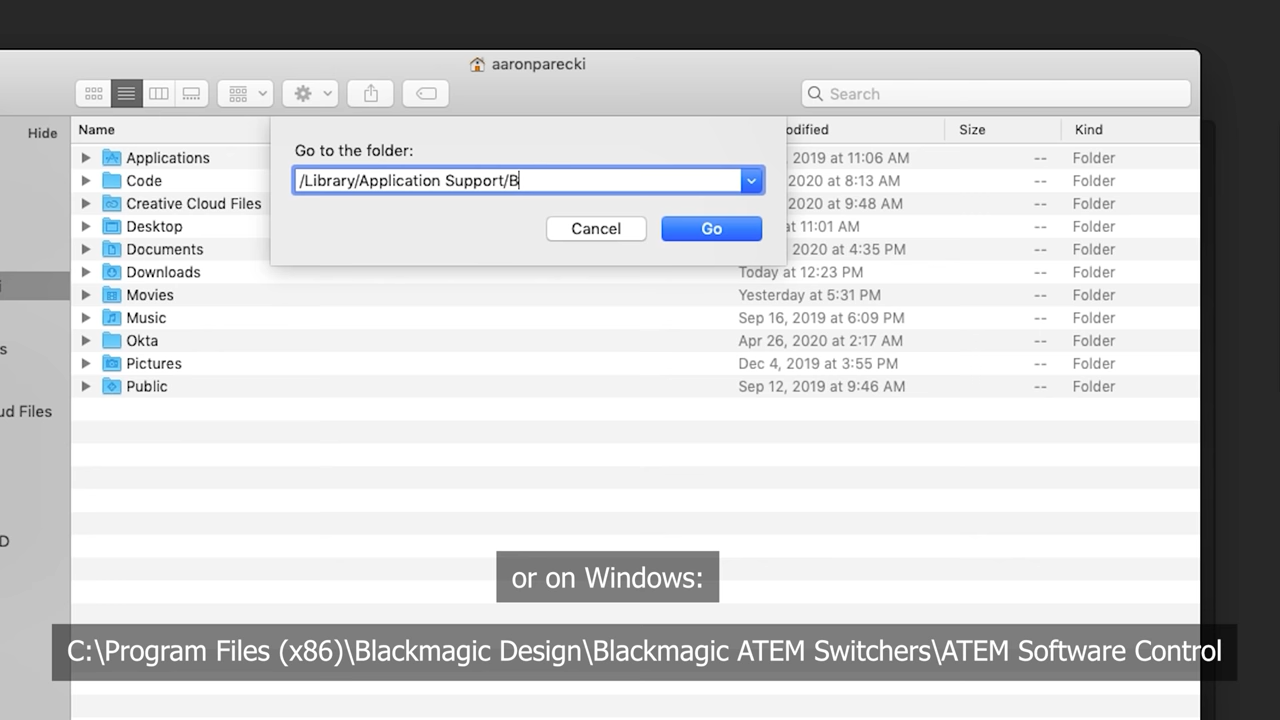 aaronparecki
Search
Hide
Name
odified
Size
Kind
Go to the folder:
/Library/Application Support/B
Cancel
Go
Applications
, 2019 at 11:06 AM
--
Folder
Code
2020 at 8:13 AM
--
Folder
Creative Cloud Files
2020 at 9:48 AM
--
Folder
Desktop
at 11:01 AM
--
Folder
Documents
, 2020 at 4:35 PM
--
Folder
Downloads
Today at 12:23 PM
--
Folder
Movies
Yesterday at 5:31 PM
--
Folder
Music
Sep 16, 2019 at 6:09 PM
--
Folder
Okta
Apr 26, 2020 at 2:17 AM
--
Folder
Pictures
Dec 4, 2019 at 3:55 PM
--
Folder
Public
Sep 12, 2019 at 9:46 AM
--
Folder
i
s
ud Files
D
or on Windows:
C:\Program Files (x86)\Blackmagic Design\Blackmagic ATEM Switchers\ATEM Software Control